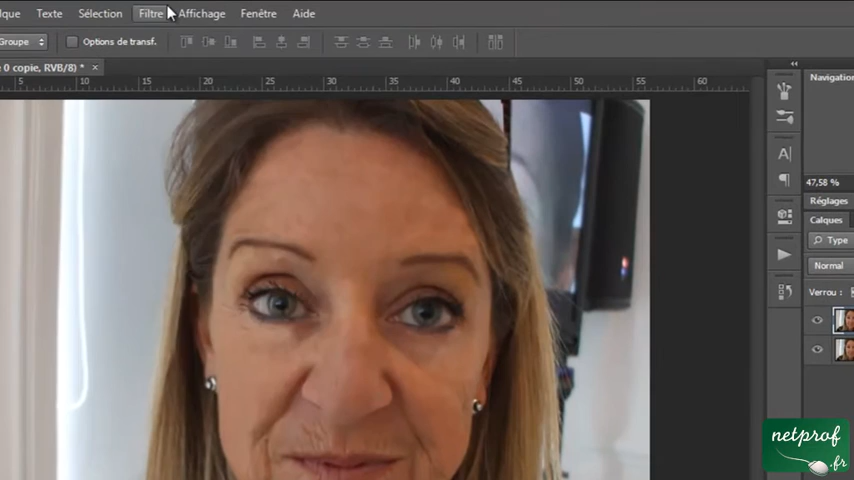 lque Texte Sélection Filtre Affichage Fenêtre Aide
Groupe Options de transf.
e 0 copie, RVB/8) * ×
5 10 15 20 25 30 35 40 45 50 55 60
Navigation
47,58 %
Réglages
Calques
Type
Normal
Verrou :
netprof
.fr